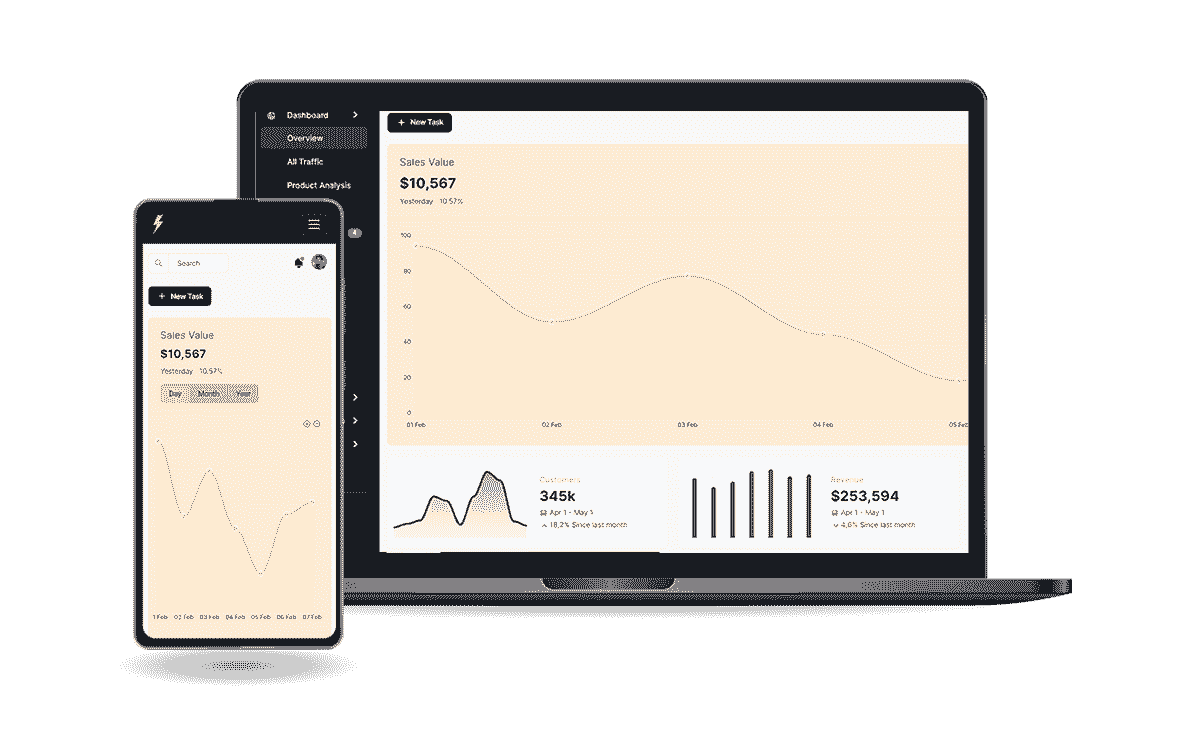 Dashboard
Overview
All Traffic
Product Analysis
4
+ New Task
Sales Value
$10,567
Yesterday 10.57%
100
80
60
40
20
0
01 Feb 02 Feb 03 Feb 04 Feb 05 Feb
Customers
345k
Apr 1 - May 1
18,2% Since last month
Revenue
$253,594
Apr 1 - May 1
4,6% Since last month
Search
+ New Task
Sales Value
$10,567
Yesterday 10.57%
Day Month Year
1 Feb 02 Feb 03 Feb 04 Feb 05 Feb 06 Feb 07 Feb